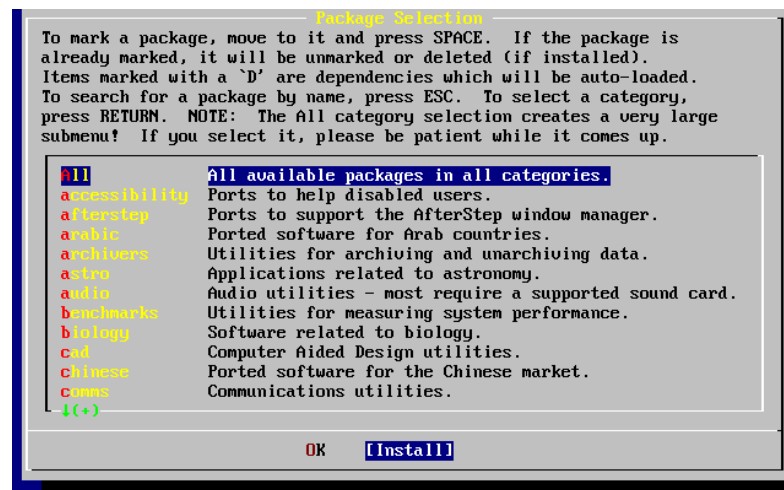 Package Selection
To mark a package, move to it and press SPACE.  If the package is
already marked, it will be unmarked or deleted (if installed).
Items marked with a `D' are dependencies which will be auto-loaded.
To search for a package by name, press ESC.  To select a category,
press RETURN.  NOTE:  The All category selection creates a very large
submenu!  If you select it, please be patient while it comes up.
All All available packages in all categories.
accessibility Ports to help disabled users.
afterstep Ports to support the AfterStep window manager.
arabic Ported software for Arab countries.
archivers Utilities for archiving and unarchiving data.
astro Applications related to astronomy.
audio Audio utilities - most require a supported sound card.
benchmarks Utilities for measuring system performance.
biology Software related to biology.
cad Computer Aided Design utilities.
chinese Ported software for the Chinese market.
comms Communications utilities.
↓(+)
OK [Install]